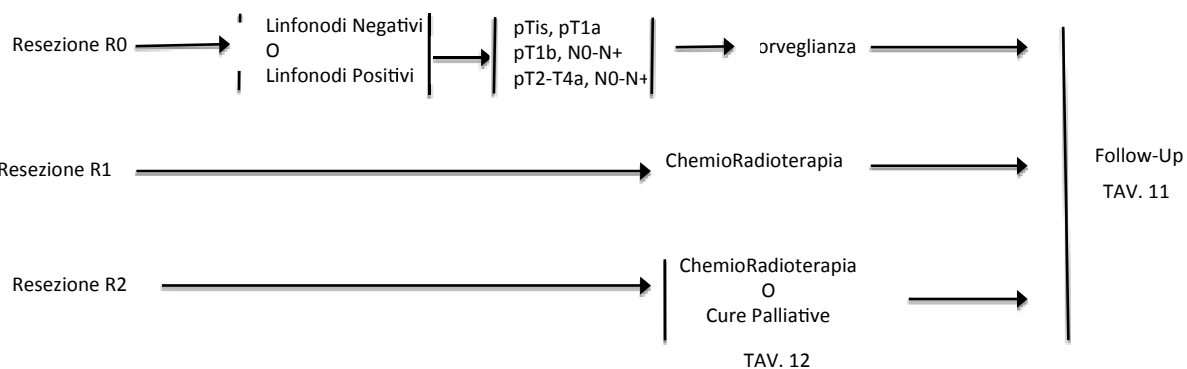 Resezione R0
Linfonodi Negativi
O
Linfonodi Positivi
pTis, pT1a
pT1b, N0-N+
pT2-T4a, N0-N+
orveglianza
Resezione R1
ChemioRadioterapia
Follow-Up
TAV. 11
Resezione R2
ChemioRadioterapia
O
Cure Palliative
TAV. 12